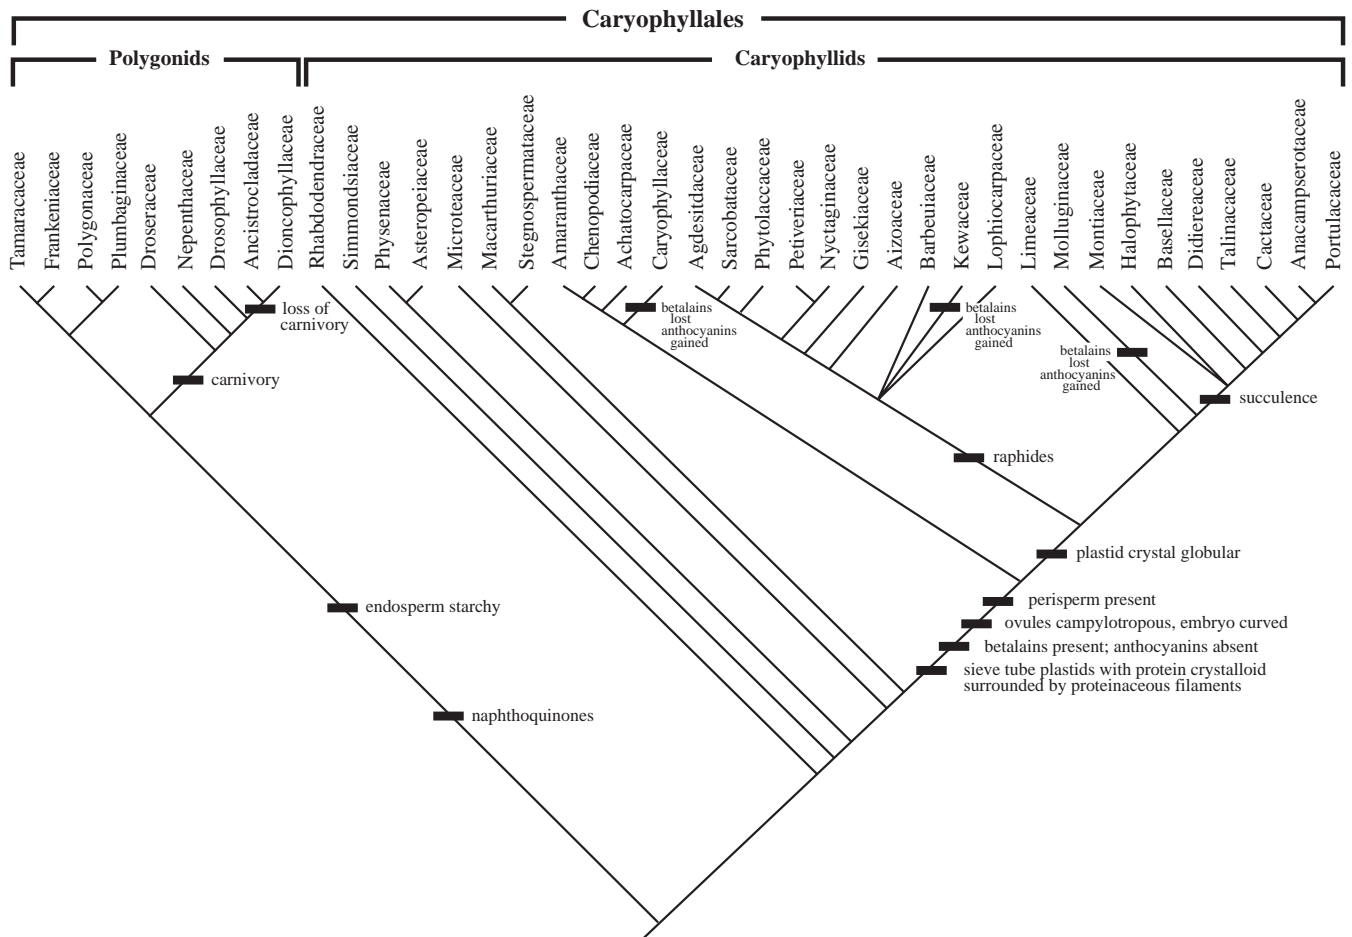 Caryophyllales
Polygonids
Caryophyllids
Tamaracaceae
Frankeniaceae
Polygonaceae
Plumbaginaceae
Droseraceae
Nepenthaceae
Drosophyllaceae
Ancistrocladaceae
Dioncophyllaceae
Rhabdodendraceae
Simmondsiaceae
Physenaceae
Asteropeiaceae
Microteaceae
Macarthuriaceae
Stegnospermataceae
Amaranthaceae
Chenopodiaceae
Achatocarpaceae
Caryophyllaceae
Agdesitdaceae
Sarcobataceae
Phytolaccaceae
Petiveriaceae
Nyctaginaceae
Gisekiaceae
Aizoaceae
Barbeuiaceae
Kewaceae
Lophiocarpaceae
Limeaceae
Molluginaceae
Montiaceae
Halophytaceae
Basellaceae
Didiereaceae
Talinacaceae
Cactaceae
Anacampserotaceae
Portulacaceae
loss of
carnivory
betalains
lost
anthocyanins
gained
betalains
lost
anthocyanins
gained
betalains
lost
anthocyanins
gained
carnivory
succulence
raphides
plastid crystal globular
endosperm starchy
perisperm present
ovules campylotropous, embryo curved
betalains present; anthocyanins absent
sieve tube plastids with protein crystalloid
surrounded by proteinaceous filaments
naphthoquinones